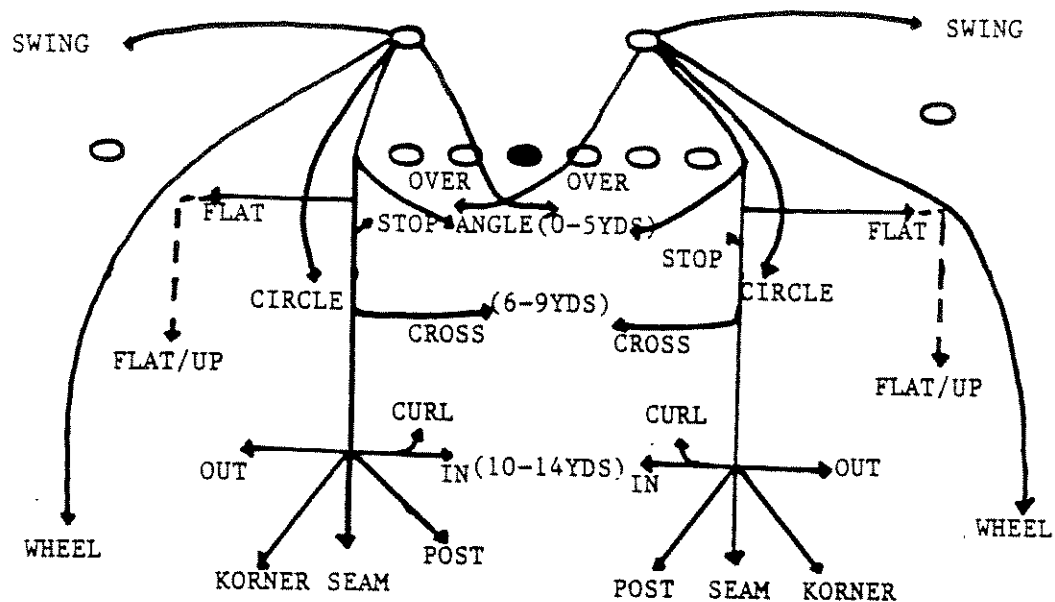 SWING SWING
OVER OVER
FLAT FLAT
STOP ANGLE(0-5YDS)
STOP
CIRCLE (6-9YDS) CIRCLE
CROSS CROSS
FLAT/UP
FLAT/UP
CURL CURL
OUT IN(10-14YDS) IN OUT
WHEEL POST WHEEL
KORNER SEAM POST SEAM KORNER